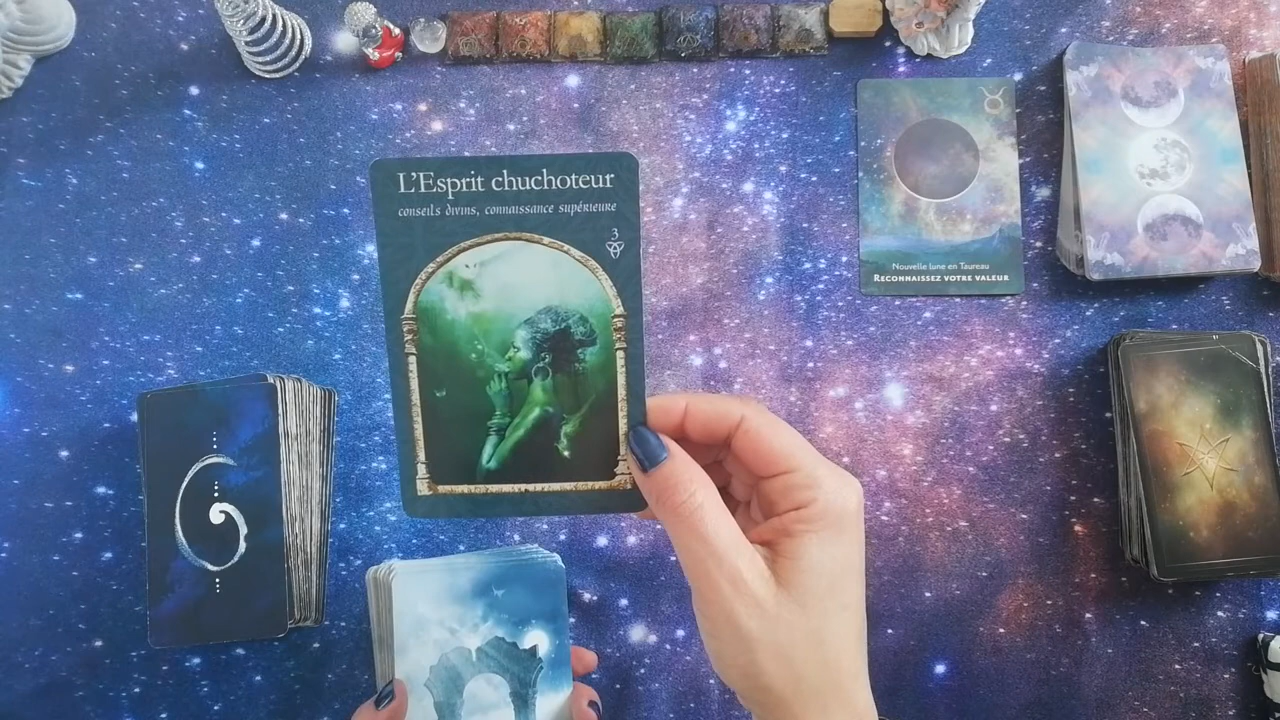 L'Esprit chuchoteur
conseils divins, connaissance supérieure
3
Nouvelle lune en Taureau
Reconnaissez votre valeur